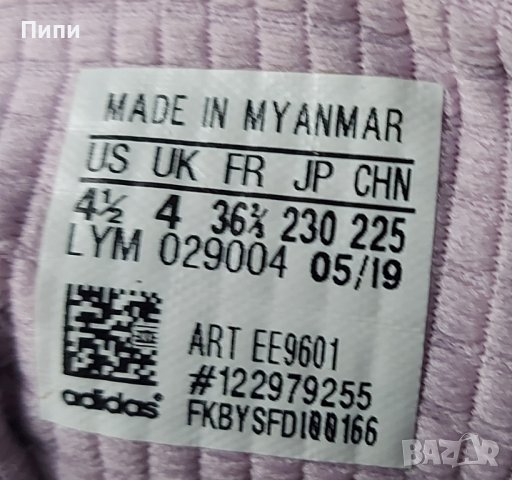 Пипи
MADE IN MYANMAR
US UK FR JP CHN
4½ 4 36⅔ 230 225
LYM 029004 05/19
ART EE9601
#122979255
adidas®
FKBYSFDI00166
BAZAR